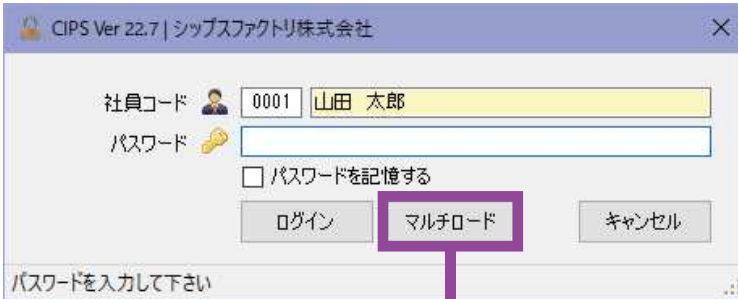 CIPS Ver 22.7 | シップスファクトリ株式会社
社員コード 0001 山田 太郎
パスワード
パスワードを記憶する
ログイン マルチロード キャンセル
パスワードを入力して下さい